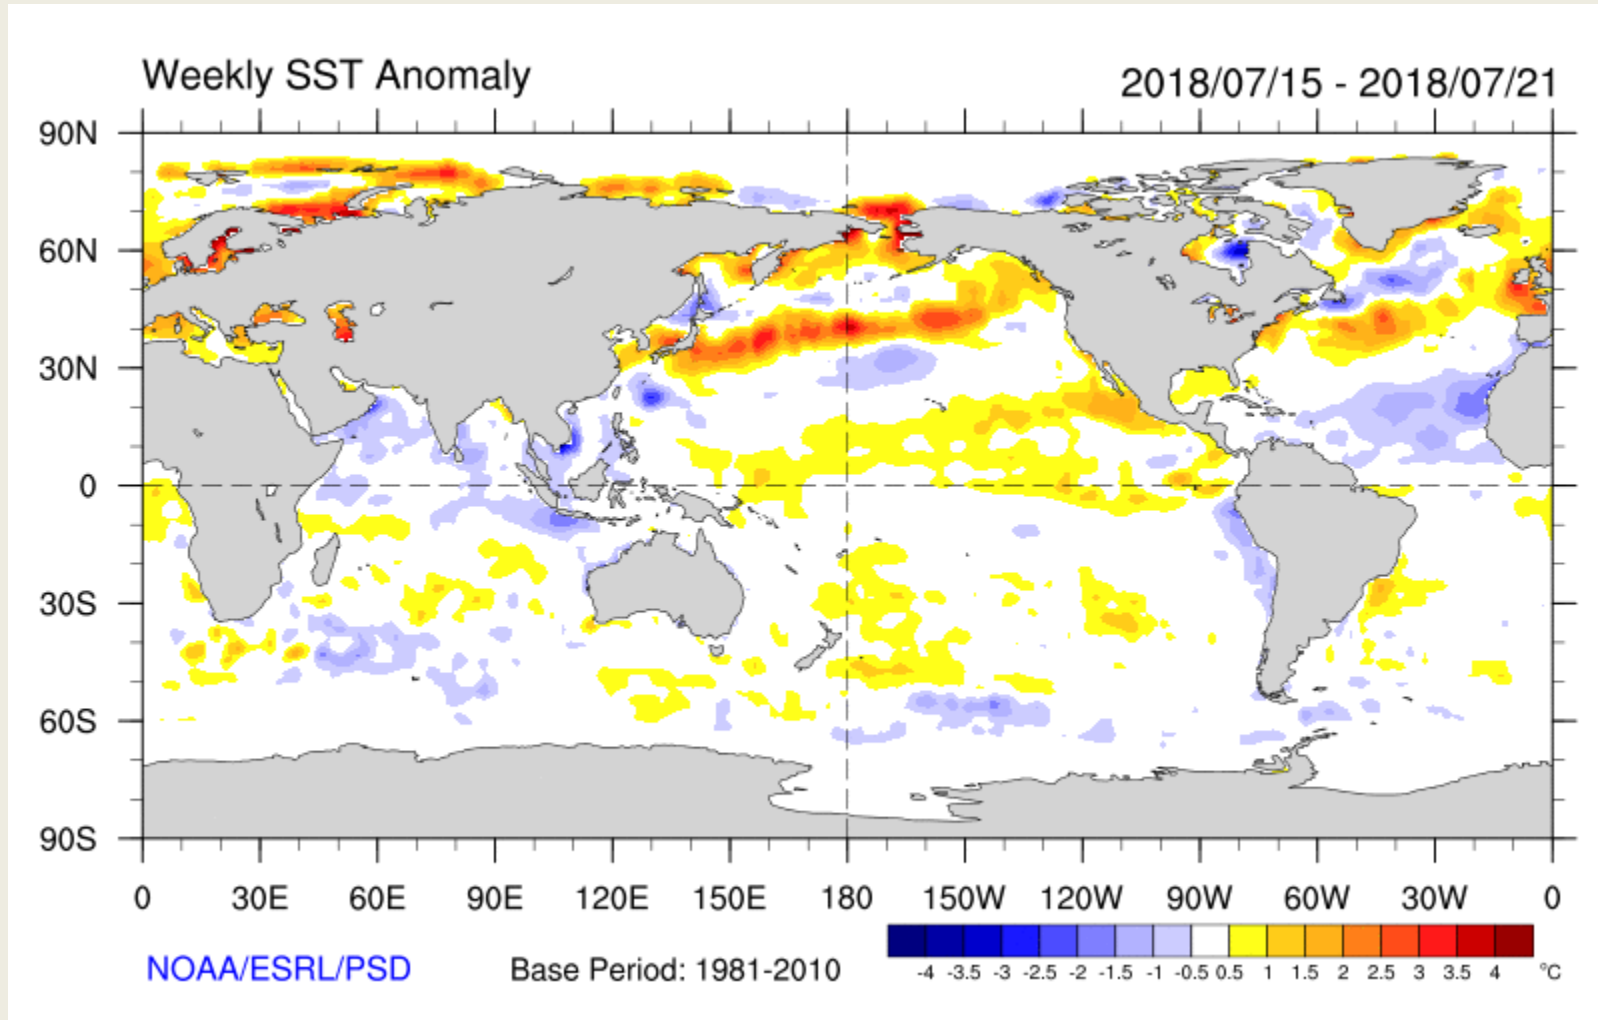 Weekly SST Anomaly 2018/07/15 - 2018/07/21
90N
60N
30N
0
30S
60S
90S
0 30E 60E 90E 120E 150E 180 150W 120W 90W 60W 30W 0
-4 -3.5 -3 -2.5 -2 -1.5 -1 -0.5 0.5 1 1.5 2 2.5 3 3.5 4 °C
NOAA/ESRL/PSD Base Period: 1981-2010